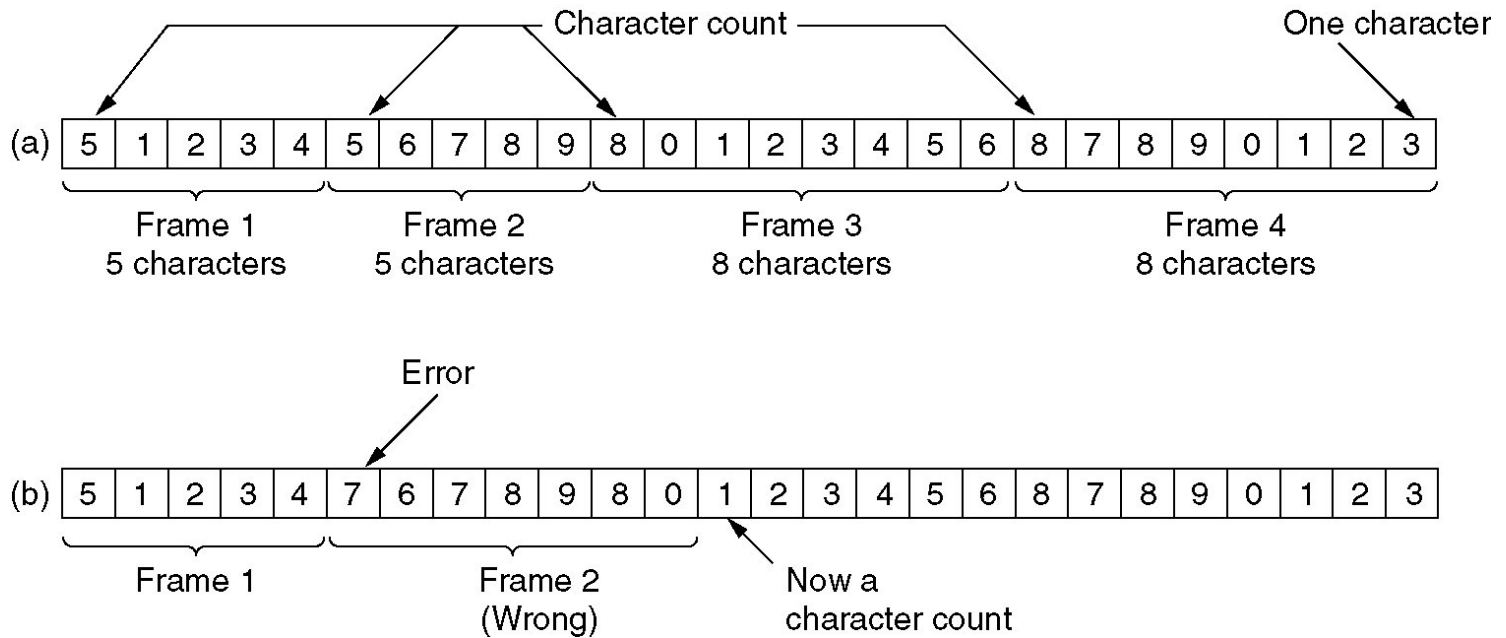 Character count
One character
(a) 5 1 2 3 4 5 6 7 8 9 8 0 1 2 3 4 5 6 8 7 8 9 0 1 2 3
Frame 1
5 characters
Frame 2
5 characters
Frame 3
8 characters
Frame 4
8 characters
Error
(b) 5 1 2 3 4 7 6 7 8 9 8 0 1 2 3 4 5 6 8 7 8 9 0 1 2 3
Frame 1
Frame 2
(Wrong)
Now a
character count